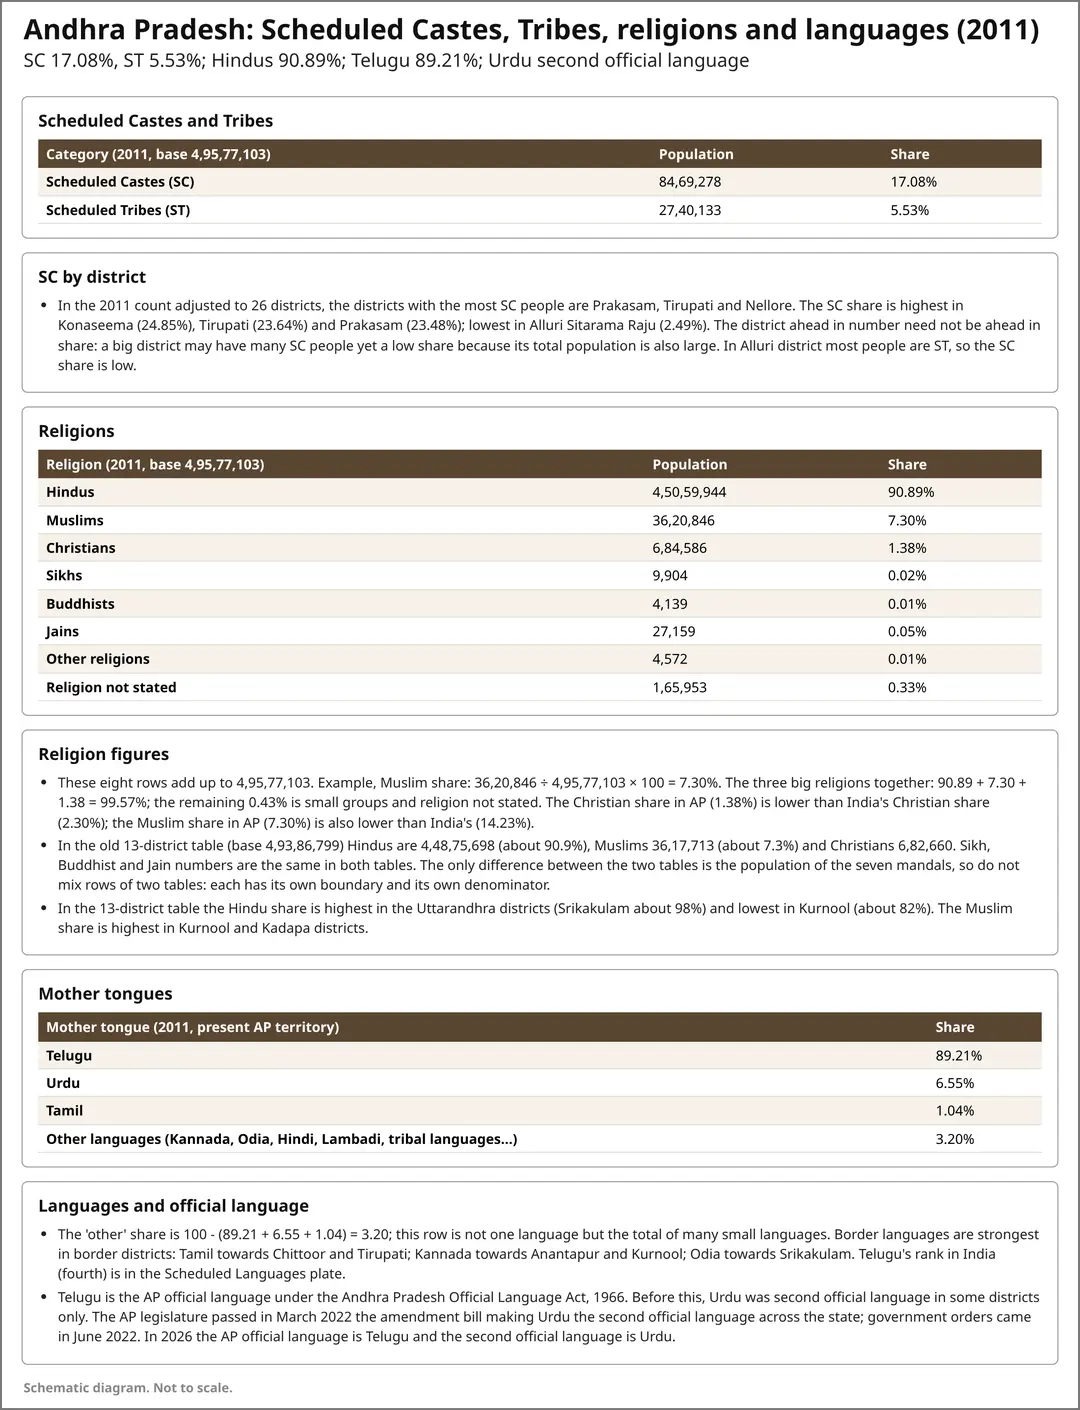 Andhra Pradesh: Scheduled Castes, Tribes, religions and languages (2011)
SC 17.08%, ST 5.53%; Hindus 90.89%; Telugu 89.21%; Urdu second official language
Scheduled Castes and Tribes
Category (2011, base 4,95,77,103) Population Share
Scheduled Castes (SC) 84,69,278 17.08%
Scheduled Tribes (ST) 27,40,133 5.53%
SC by district
• In the 2011 count adjusted to 26 districts, the districts with the most SC people are Prakasam, Tirupati and Nellore. The SC share is highest in
Konaseema (24.85%), Tirupati (23.64%) and Prakasam (23.48%); lowest in Alluri Sitarama Raju (2.49%). The district ahead in number need not be ahead in
share: a big district may have many SC people yet a low share because its total population is also large. In Alluri district most people are ST, so the SC
share is low.
Religions
Religion (2011, base 4,95,77,103) Population Share
Hindus 4,50,59,944 90.89%
Muslims 36,20,846 7.30%
Christians 6,84,586 1.38%
Sikhs 9,904 0.02%
Buddhists 4,139 0.01%
Jains 27,159 0.05%
Other religions 4,572 0.01%
Religion not stated 1,65,953 0.33%
Religion figures
• These eight rows add up to 4,95,77,103. Example, Muslim share: 36,20,846 ÷ 4,95,77,103 × 100 = 7.30%. The three big religions together: 90.89 + 7.30 +
1.38 = 99.57%; the remaining 0.43% is small groups and religion not stated. The Christian share in AP (1.38%) is lower than India's Christian share
(2.30%); the Muslim share in AP (7.30%) is also lower than India's (14.23%).
• In the old 13-district table (base 4,93,86,799) Hindus are 4,48,75,698 (about 90.9%), Muslims 36,17,713 (about 7.3%) and Christians 6,82,660. Sikh,
Buddhist and Jain numbers are the same in both tables. The only difference between the two tables is the population of the seven mandals, so do not
mix rows of two tables: each has its own boundary and its own denominator.
• In the 13-district table the Hindu share is highest in the Uttarandhra districts (Srikakulam about 98%) and lowest in Kurnool (about 82%). The Muslim
share is highest in Kurnool and Kadapa districts.
Mother tongues
Mother tongue (2011, present AP territory) Share
Telugu 89.21%
Urdu 6.55%
Tamil 1.04%
Other languages (Kannada, Odia, Hindi, Lambadi, tribal languages...) 3.20%
Languages and official language
• The 'other' share is 100 - (89.21 + 6.55 + 1.04) = 3.20; this row is not one language but the total of many small languages. Border languages are strongest
in border districts: Tamil towards Chittoor and Tirupati; Kannada towards Anantapur and Kurnool; Odia towards Srikakulam. Telugu's rank in India
(fourth) is in the Scheduled Languages plate.
• Telugu is the AP official language under the Andhra Pradesh Official Language Act, 1966. Before this, Urdu was second official language in some districts
only. The AP legislature passed in March 2022 the amendment bill making Urdu the second official language across the state; government orders came
in June 2022. In 2026 the AP official language is Telugu and the second official language is Urdu.
Schematic diagram. Not to scale.